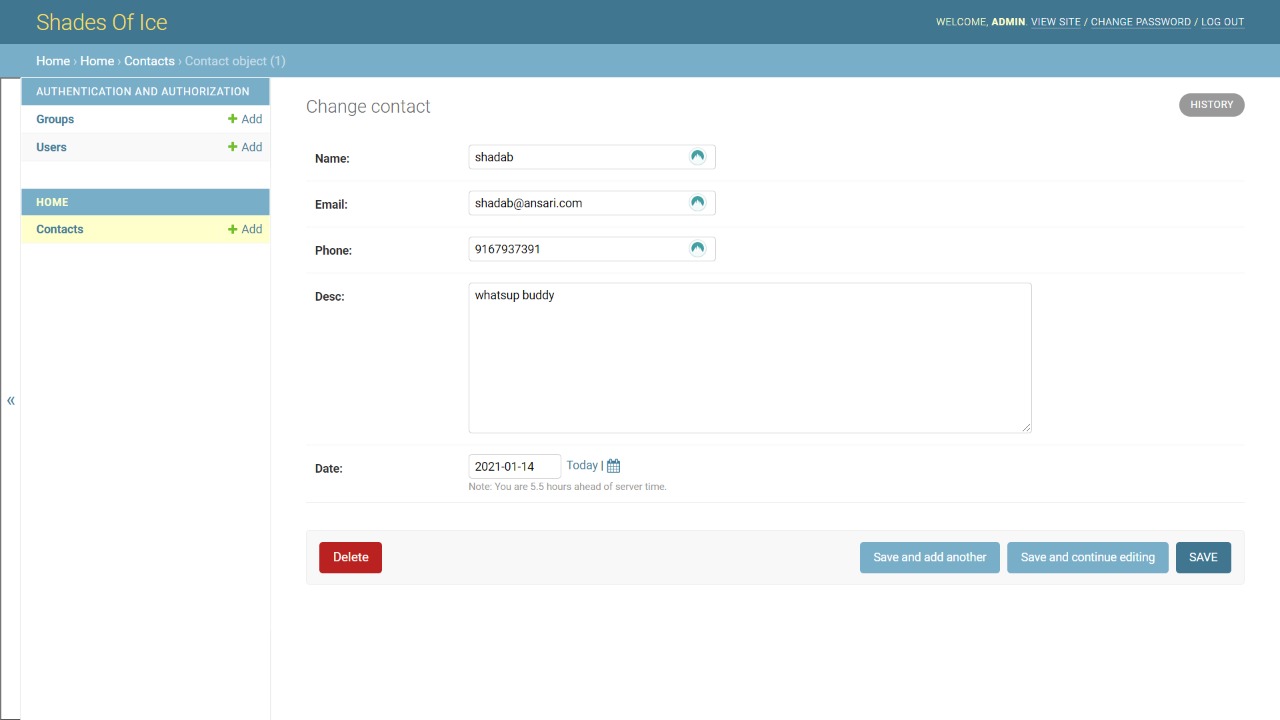 Shades Of Ice
WELCOME, ADMIN. VIEW SITE / CHANGE PASSWORD / LOG OUT
Home › Home › Contacts › Contact object (1)
AUTHENTICATION AND AUTHORIZATION
Groups + Add
Users + Add
HOME
Contacts + Add
«
Change contact
HISTORY
Name: shadab
Email: shadab@ansari.com
Phone: 9167937391
Desc: whatsup buddy
Date: 2021-01-14 Today |
Note: You are 5.5 hours ahead of server time.
Delete
Save and add another
Save and continue editing
SAVE